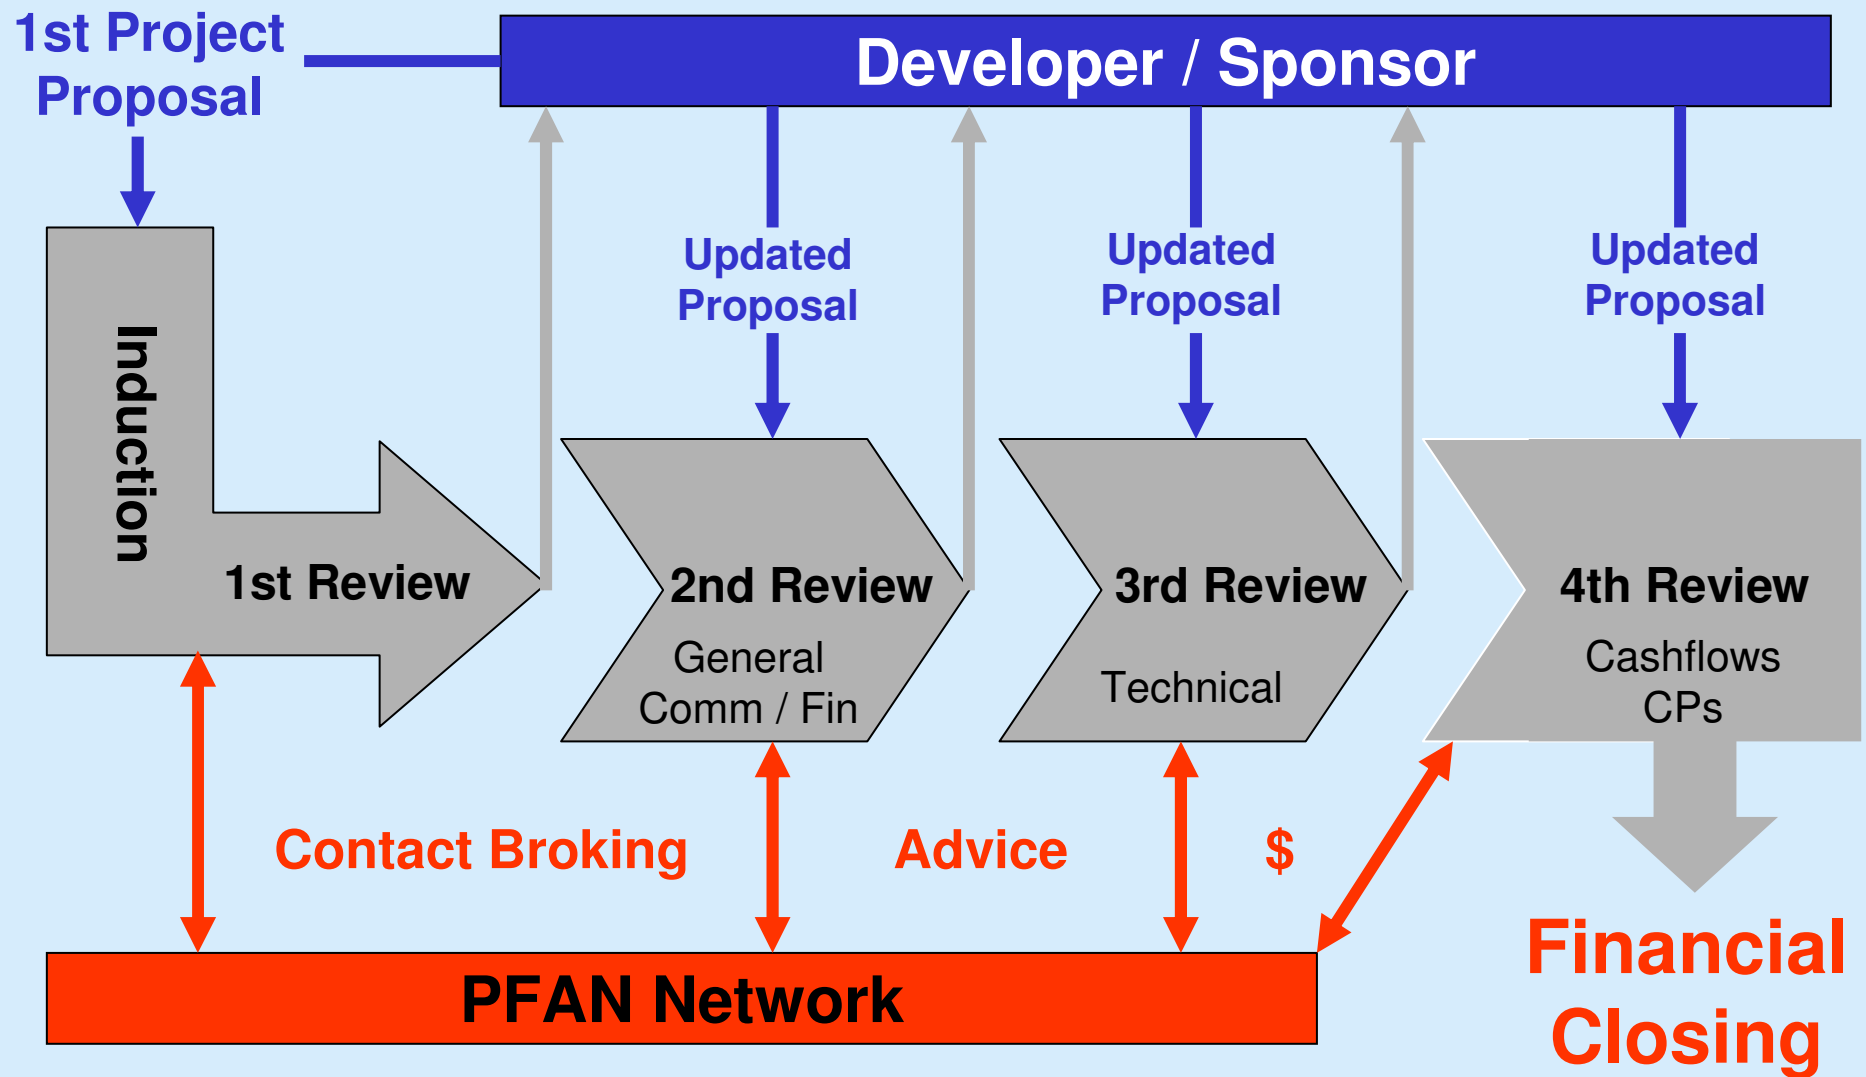 1st Project
Proposal
Developer / Sponsor
Updated
Proposal
Updated
Proposal
Updated
Proposal
Induction
1st Review
2nd Review
General
Comm / Fin
3rd Review
Technical
4th Review
Cashflows
CPs
Contact Broking
Advice
$
PFAN Network
Financial
Closing